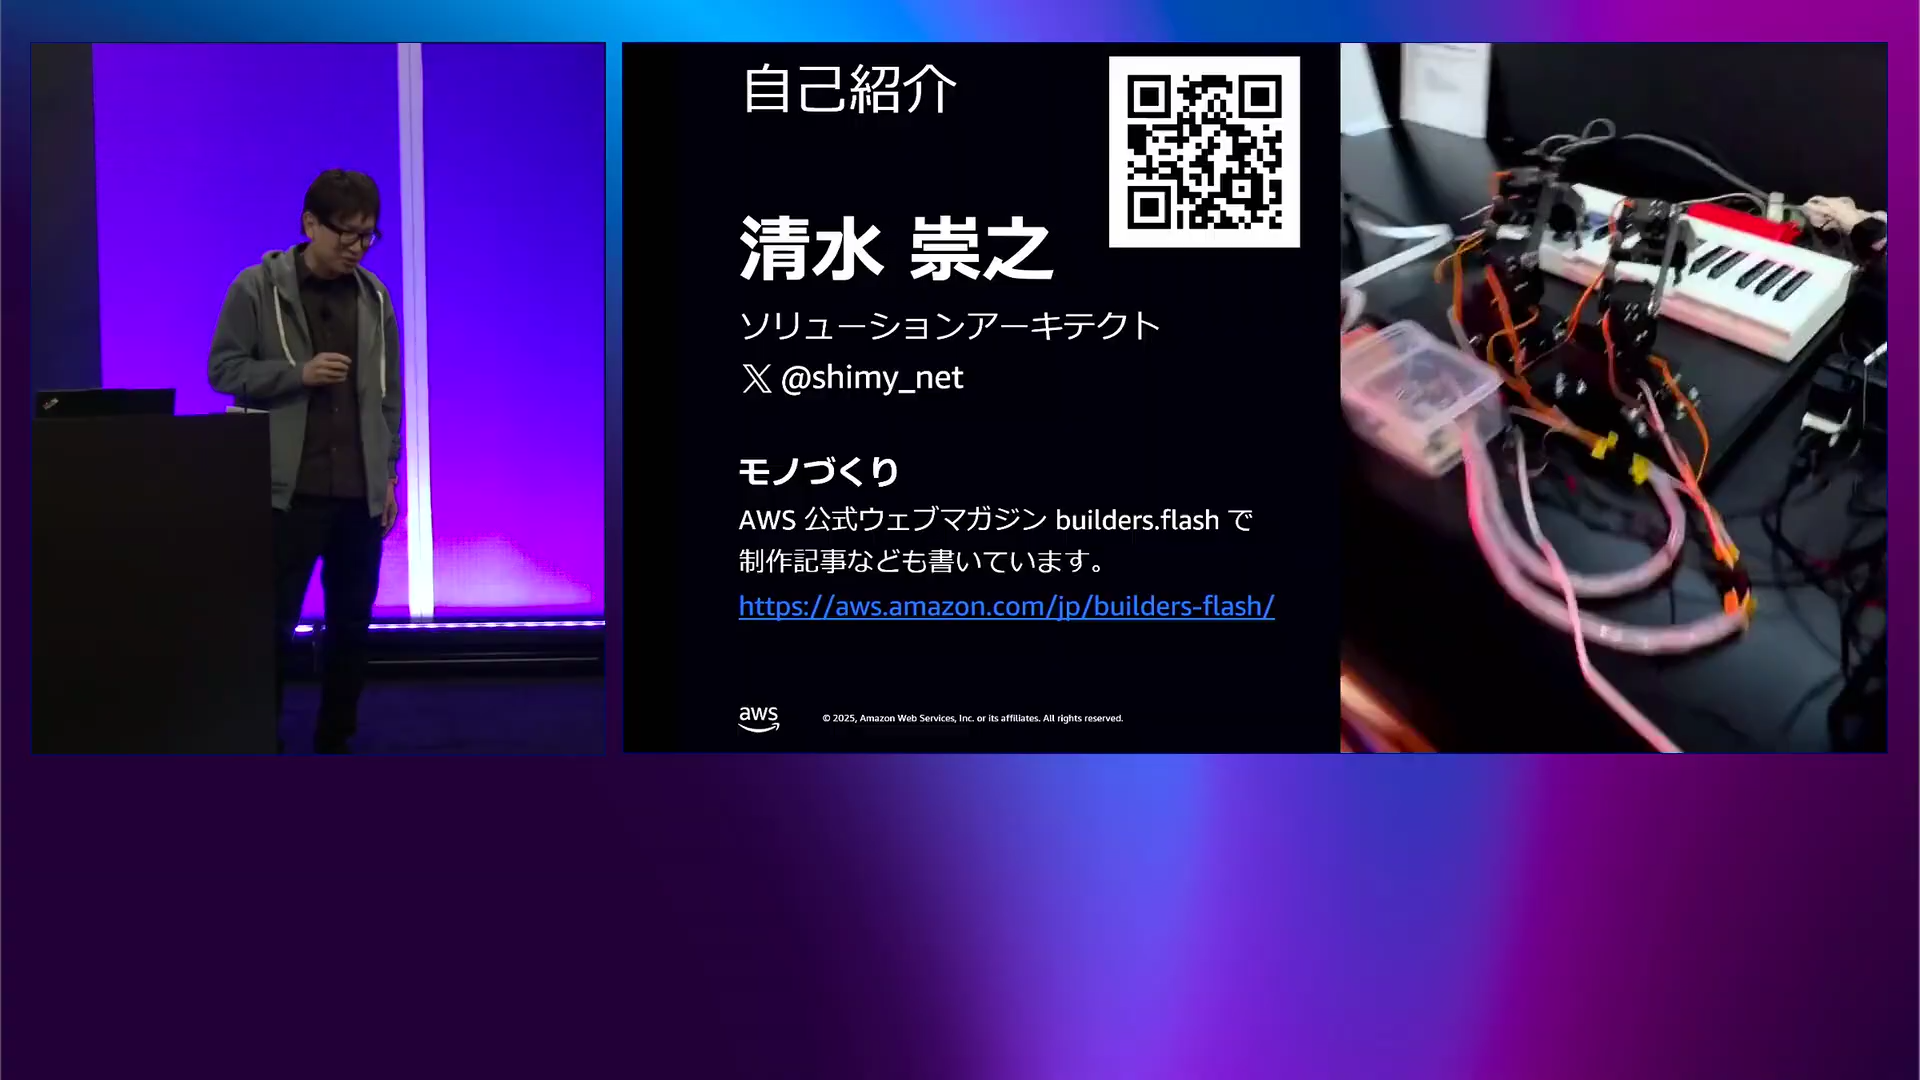 自己紹介
清水 崇之
ソリューションアーキテクト
𝕏 @shimy_net
モノづくり
AWS 公式ウェブマガジン builders.flash で
制作記事なども書いています。
https://aws.amazon.com/jp/builders-flash/
aws
© 2025, Amazon Web Services, Inc. or its affiliates. All rights reserved.